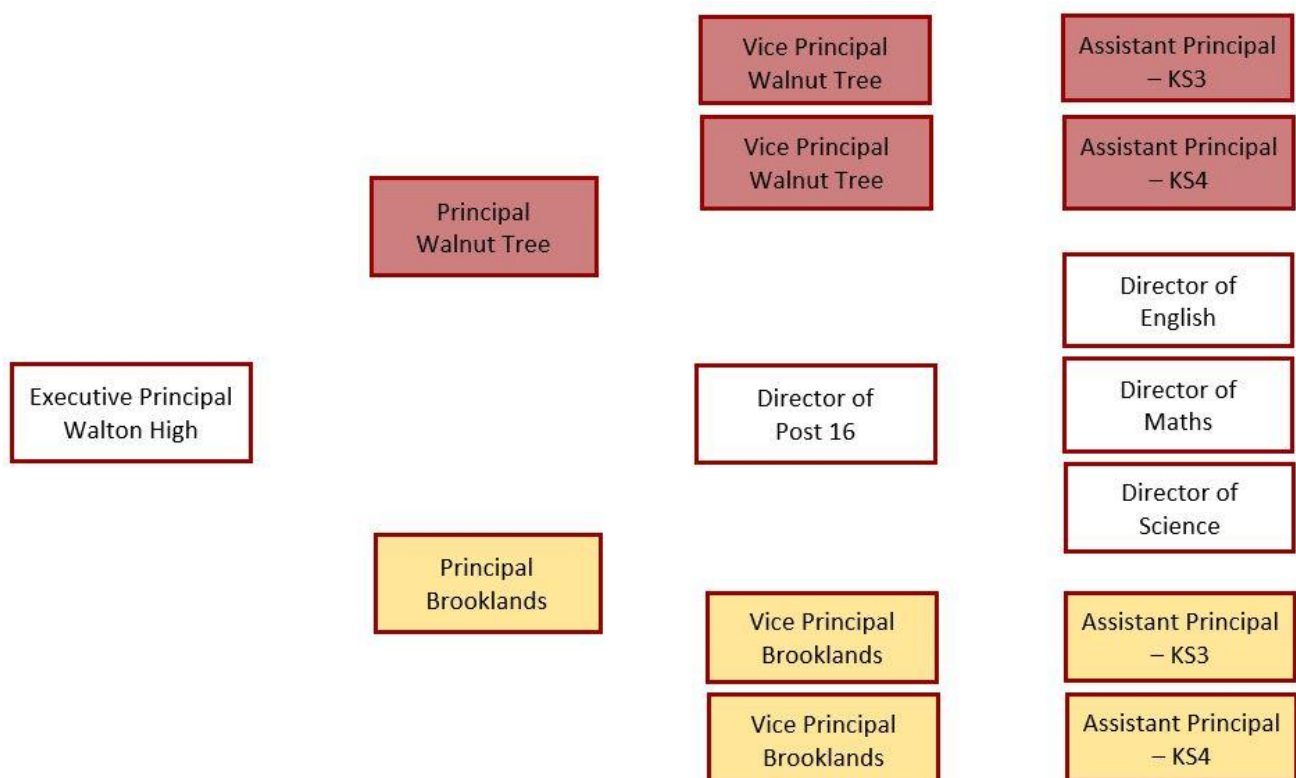 Vice Principal
Walnut Tree
Assistant Principal
– KS3
Vice Principal
Walnut Tree
Assistant Principal
– KS4
Principal
Walnut Tree
Director of
English
Executive Principal
Walton High
Director of
Post 16
Director of
Maths
Director of
Science
Principal
Brooklands
Vice Principal
Brooklands
Assistant Principal
– KS3
Vice Principal
Brooklands
Assistant Principal
– KS4